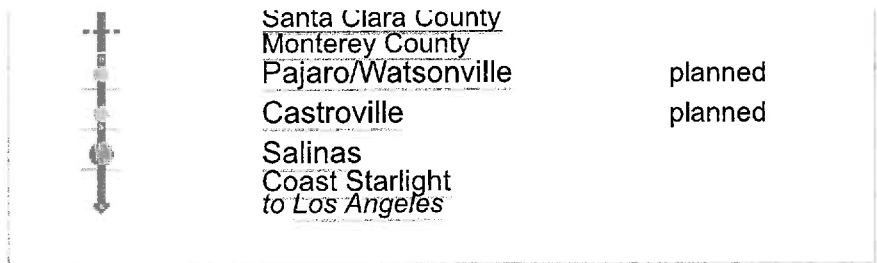 Santa Clara County
Monterey County
Pajaro/Watsonville planned
Castroville planned
Salinas
Coast Starlight
to Los Angeles